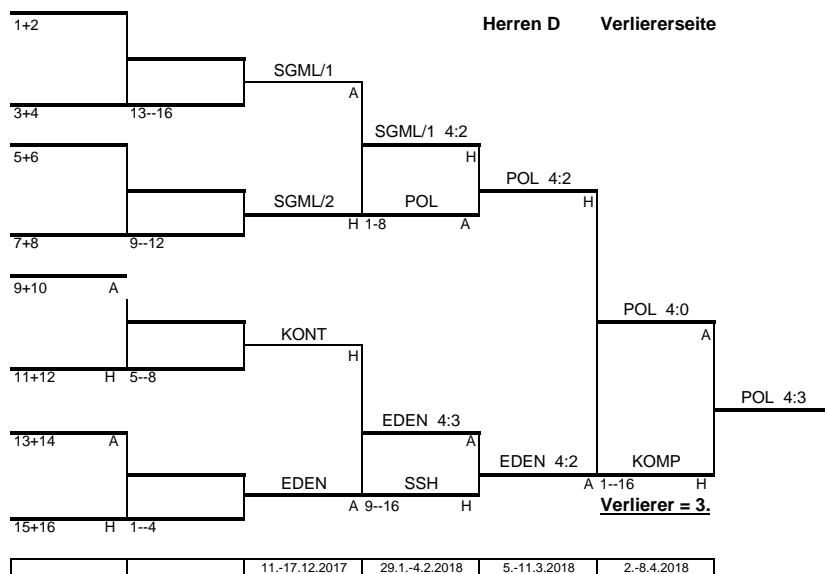 Herren D Verliererseite
1+2
SGML/1
A
3+4 13--16
SGML/1 4:2
5+6 H
POL 4:2
SGML/2 POL H
H 1-8 A
7+8 9--12
9+10 A
POL 4:0
KONT A
H
11+12 H 5--8
POL 4:3
EDEN 4:3
13+14 A A
EDEN 4:2 KOMP
EDEN SSH A 1--16 H
A 9--16 H Verlierer = 3.
15+16 H 1--4
11.-17.12.2017 29.1.-4.2.2018 5.-11.3.2018 2.-8.4.2018